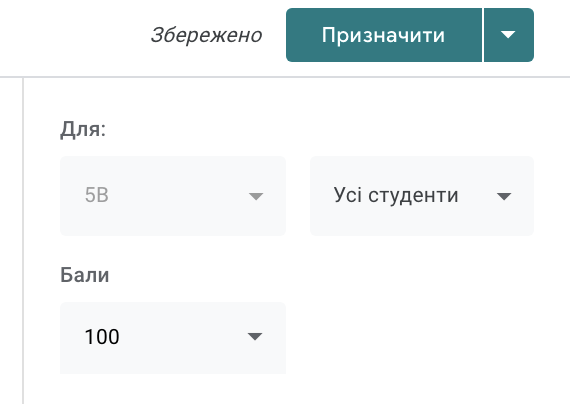 Збережено Призначити
Для:
5В Усі студенти
Бали
100